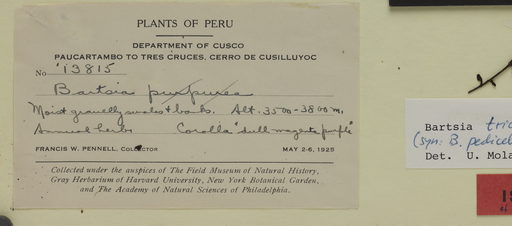 PLANTS OF PERU
DEPARTMENT OF CUSCO
PAUCARTAMBO TO TRES CRUCES, CERRO DE CUSILLUYOC
No 13815
Bartsia purpurea
Moist gravelly swales & banks. Alt. 3500-3800 m.
Annual herb. Corolla "dull magenta purple"
FRANCIS W. PENNELL, COLLECTOR MAY 2-6, 1925
Collected under the auspices of The Field Museum of Natural History,
Gray Herbarium of Harvard University, New York Botanical Garden,
and The Academy of Natural Sciences of Philadelphia.
Bartsia tric
(syn: B. pedicel
Det. U. Mola